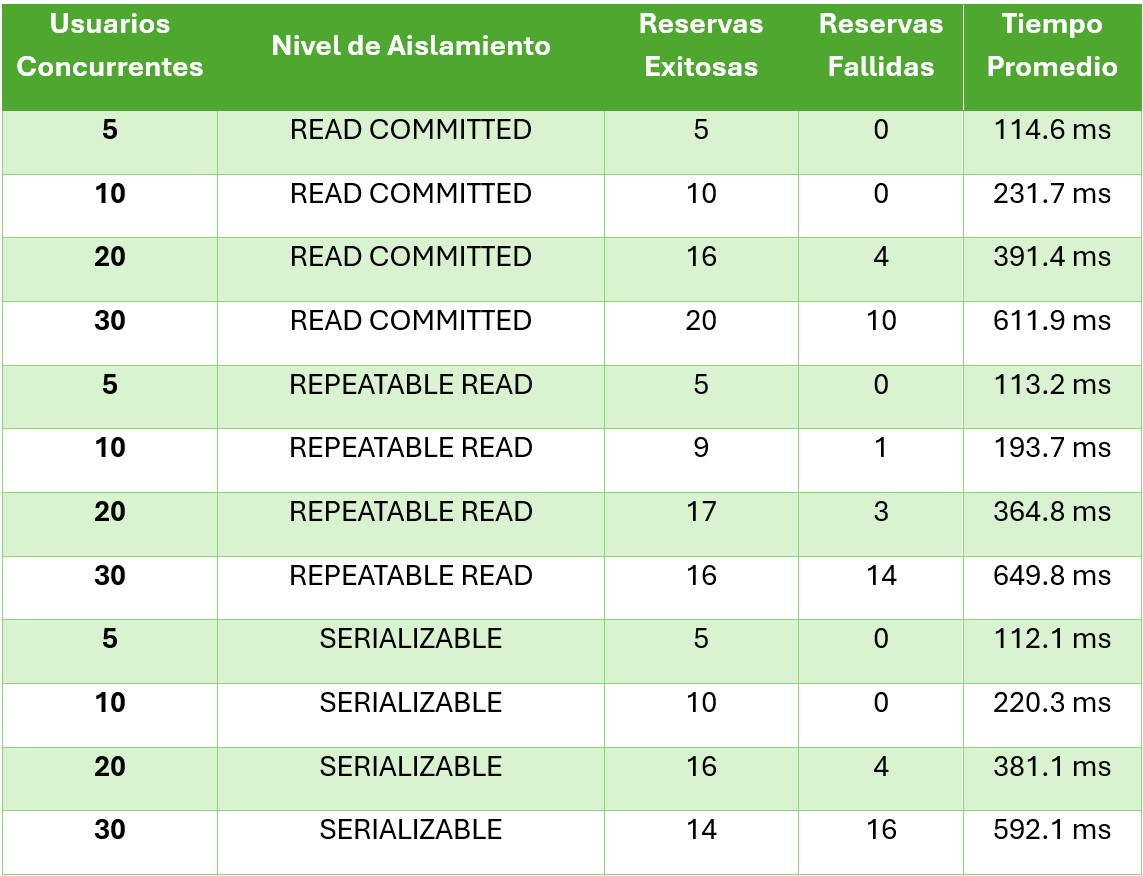 Usuarios Concurrentes Nivel de Aislamiento Reservas Exitosas Reservas Fallidas Tiempo Promedio
5 READ COMMITTED 5 0 114.6 ms
10 READ COMMITTED 10 0 231.7 ms
20 READ COMMITTED 16 4 391.4 ms
30 READ COMMITTED 20 10 611.9 ms
5 REPEATABLE READ 5 0 113.2 ms
10 REPEATABLE READ 9 1 193.7 ms
20 REPEATABLE READ 17 3 364.8 ms
30 REPEATABLE READ 16 14 649.8 ms
5 SERIALIZABLE 5 0 112.1 ms
10 SERIALIZABLE 10 0 220.3 ms
20 SERIALIZABLE 16 4 381.1 ms
30 SERIALIZABLE 14 16 592.1 ms